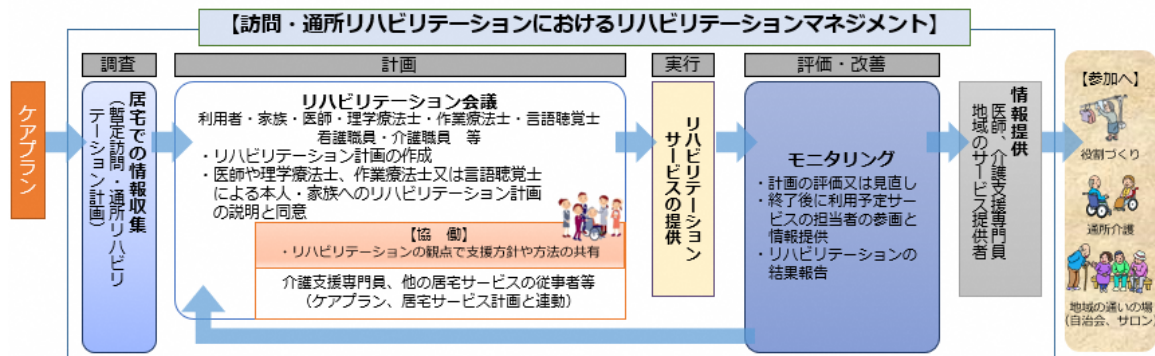 【訪問・通所リハビリテーションにおけるリハビリテーションマネジメント】
ケアプラン
調査
居宅での情報収集
(暫定訪問・通所リハビリ
テーション計画)
計画
リハビリテーション会議
利用者・家族・医師・理学療法士・作業療法士・言語聴覚士
看護職員・介護職員　等
・リハビリテーション計画の作成
・医師や理学療法士、作業療法士又は言語聴覚士
による本人・家族へのリハビリテーション計画
の説明と同意
【協　働】
・リハビリテーションの観点で支援方針や方法の共有
介護支援専門員、他の居宅サービスの従事者等
(ケアプラン、居宅サービス計画と連動)
実行
リハビリテーション
サービスの提供
評価・改善
モニタリング
・計画の評価又は見直し
・終了後に利用予定サー
ビスの担当者の参画と
情報提供
・リハビリテーションの
結果報告
情報提供
医師、介護支援専門員
地域のサービス提供者
【参加へ】
役割づくり
通所介護
地域の通いの場
(自治会、サロン)